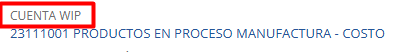 CUENTA WIP
23111001 PRODUCTOS EN PROCESO MANUFACTURA - COSTO